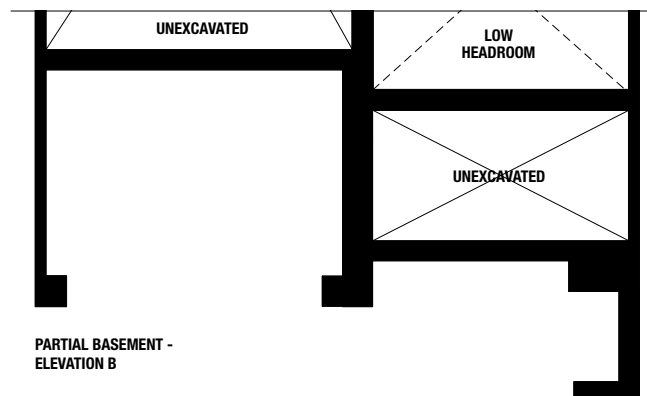 UNEXCAVATED
LOW
HEADROOM
UNEXCAVATED
PARTIAL BASEMENT -
ELEVATION B